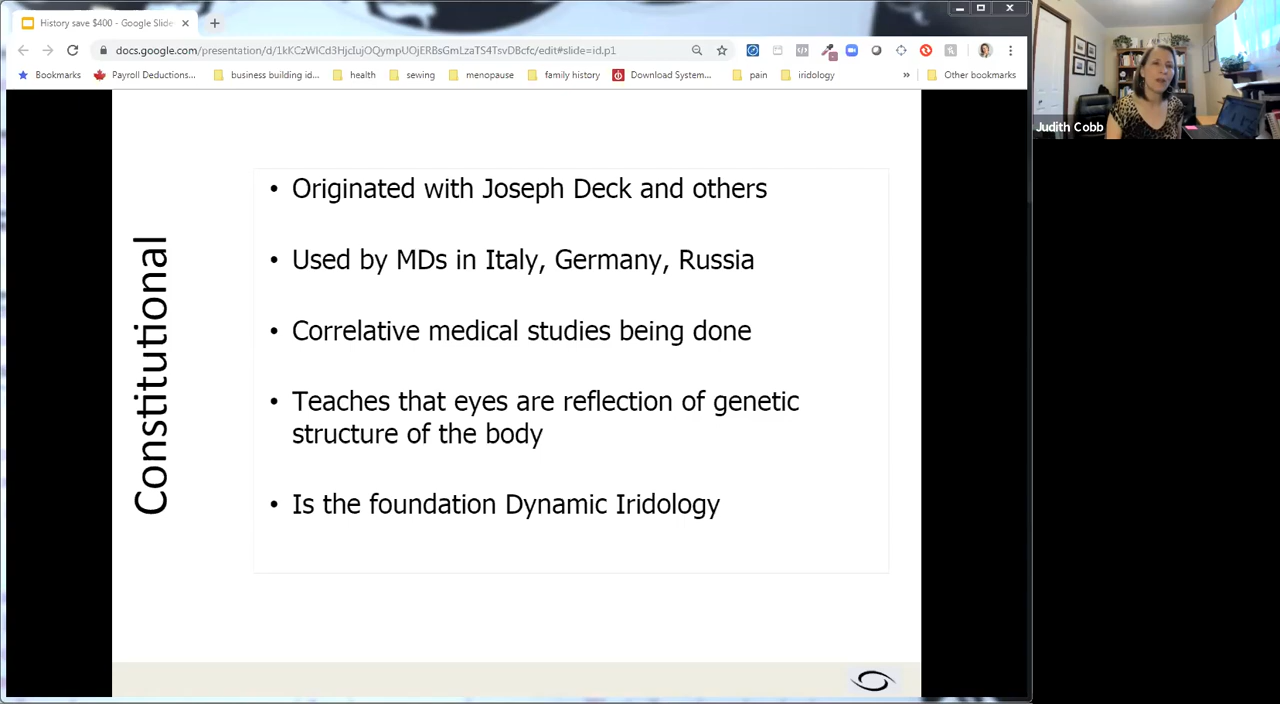 History save $400 - Google Slide
docs.google.com/presentation/d/1kKCzWlCd3HjcIujOQympUOjERBsGmLzaTS4TsvDBcfc/edit#slide=id.p1
Bookmarks Payroll Deductions... business building id... health sewing menopause family history Download System... pain iridology » Other bookmarks
Judith Cobb
Constitutional
• Originated with Joseph Deck and others
• Used by MDs in Italy, Germany, Russia
• Correlative medical studies being done
• Teaches that eyes are reflection of genetic
structure of the body
• Is the foundation Dynamic Iridology